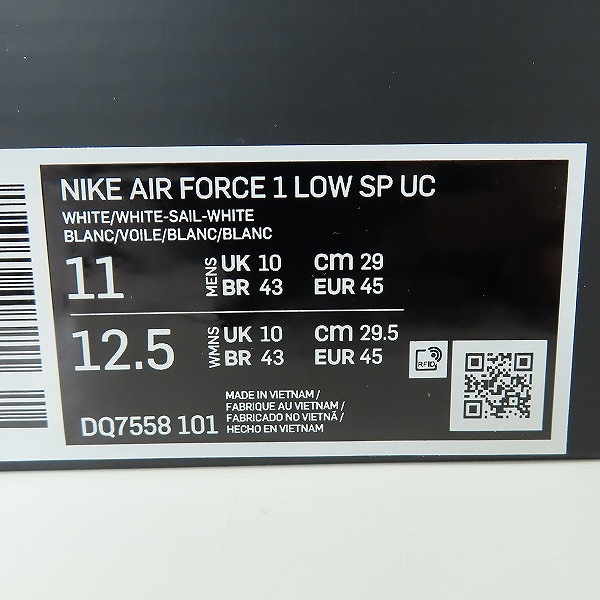 NIKE AIR FORCE 1 LOW SP UC
WHITE/WHITE-SAIL-WHITE
BLANC/VOILE/BLANC/BLANC
11 MENS UK 10 cm 29
BR 43 EUR 45
12.5 WMNS UK 10 cm 29.5
BR 43 EUR 45
RFID
DQ7558 101
MADE IN VIETNAM /
FABRIQUE AU VIETNAM /
FABRICADO NO VIETNÃ /
HECHO EN VIETNAM